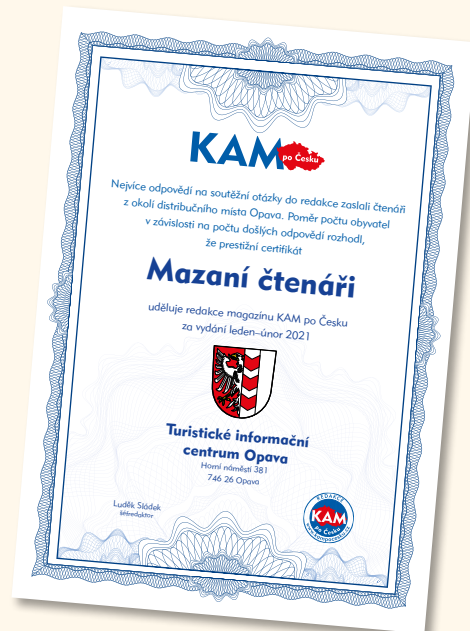 KAM
po Česku
Nejvíce odpovědí na soutěžní otázky do redakce zaslali čtenáři
z okolí distribučního místa Opava. Poměr počtu obyvatel
v závislosti na počtu došlých odpovědí rozhodl,
že prestižní certifikát
Mazaní čtenáři
uděluje redakce magazínu KAM po Česku
za vydání leden–únor 2021
Turistické informační
centrum Opava
Horní náměstí 381
746 26 Opava
Luděk Sládek
šéfredaktor
REDAKCE
KAM
po Česku